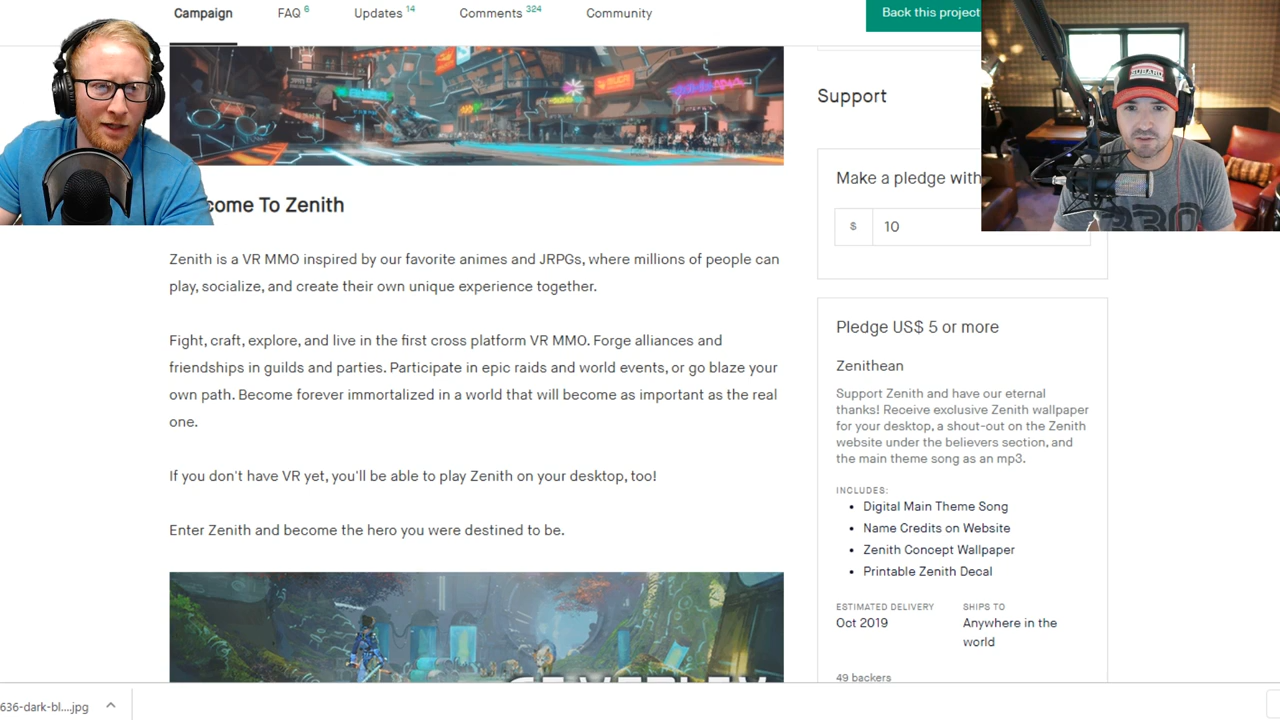 Campaign
FAQ 6
Updates 14
Comments 324
Community
Back this project
come To Zenith
Zenith is a VR MMO inspired by our favorite animes and JRPGs, where millions of people can
play, socialize, and create their own unique experience together.
Fight, craft, explore, and live in the first cross platform VR MMO. Forge alliances and
friendships in guilds and parties. Participate in epic raids and world events, or go blaze your
own path. Become forever immortalized in a world that will become as important as the real
one.
If you don't have VR yet, you'll be able to play Zenith on your desktop, too!
Enter Zenith and become the hero you were destined to be.
636-dark-bl....jpg
Support
Make a pledge with
$ 10
Pledge US$ 5 or more
Zenithean
Support Zenith and have our eternal
thanks! Receive exclusive Zenith wallpaper
for your desktop, a shout-out on the Zenith
website under the believers section, and
the main theme song as an mp3.
INCLUDES:
• Digital Main Theme Song
• Name Credits on Website
• Zenith Concept Wallpaper
• Printable Zenith Decal
ESTIMATED DELIVERY
Oct 2019
SHIPS TO
Anywhere in the
world
49 backers